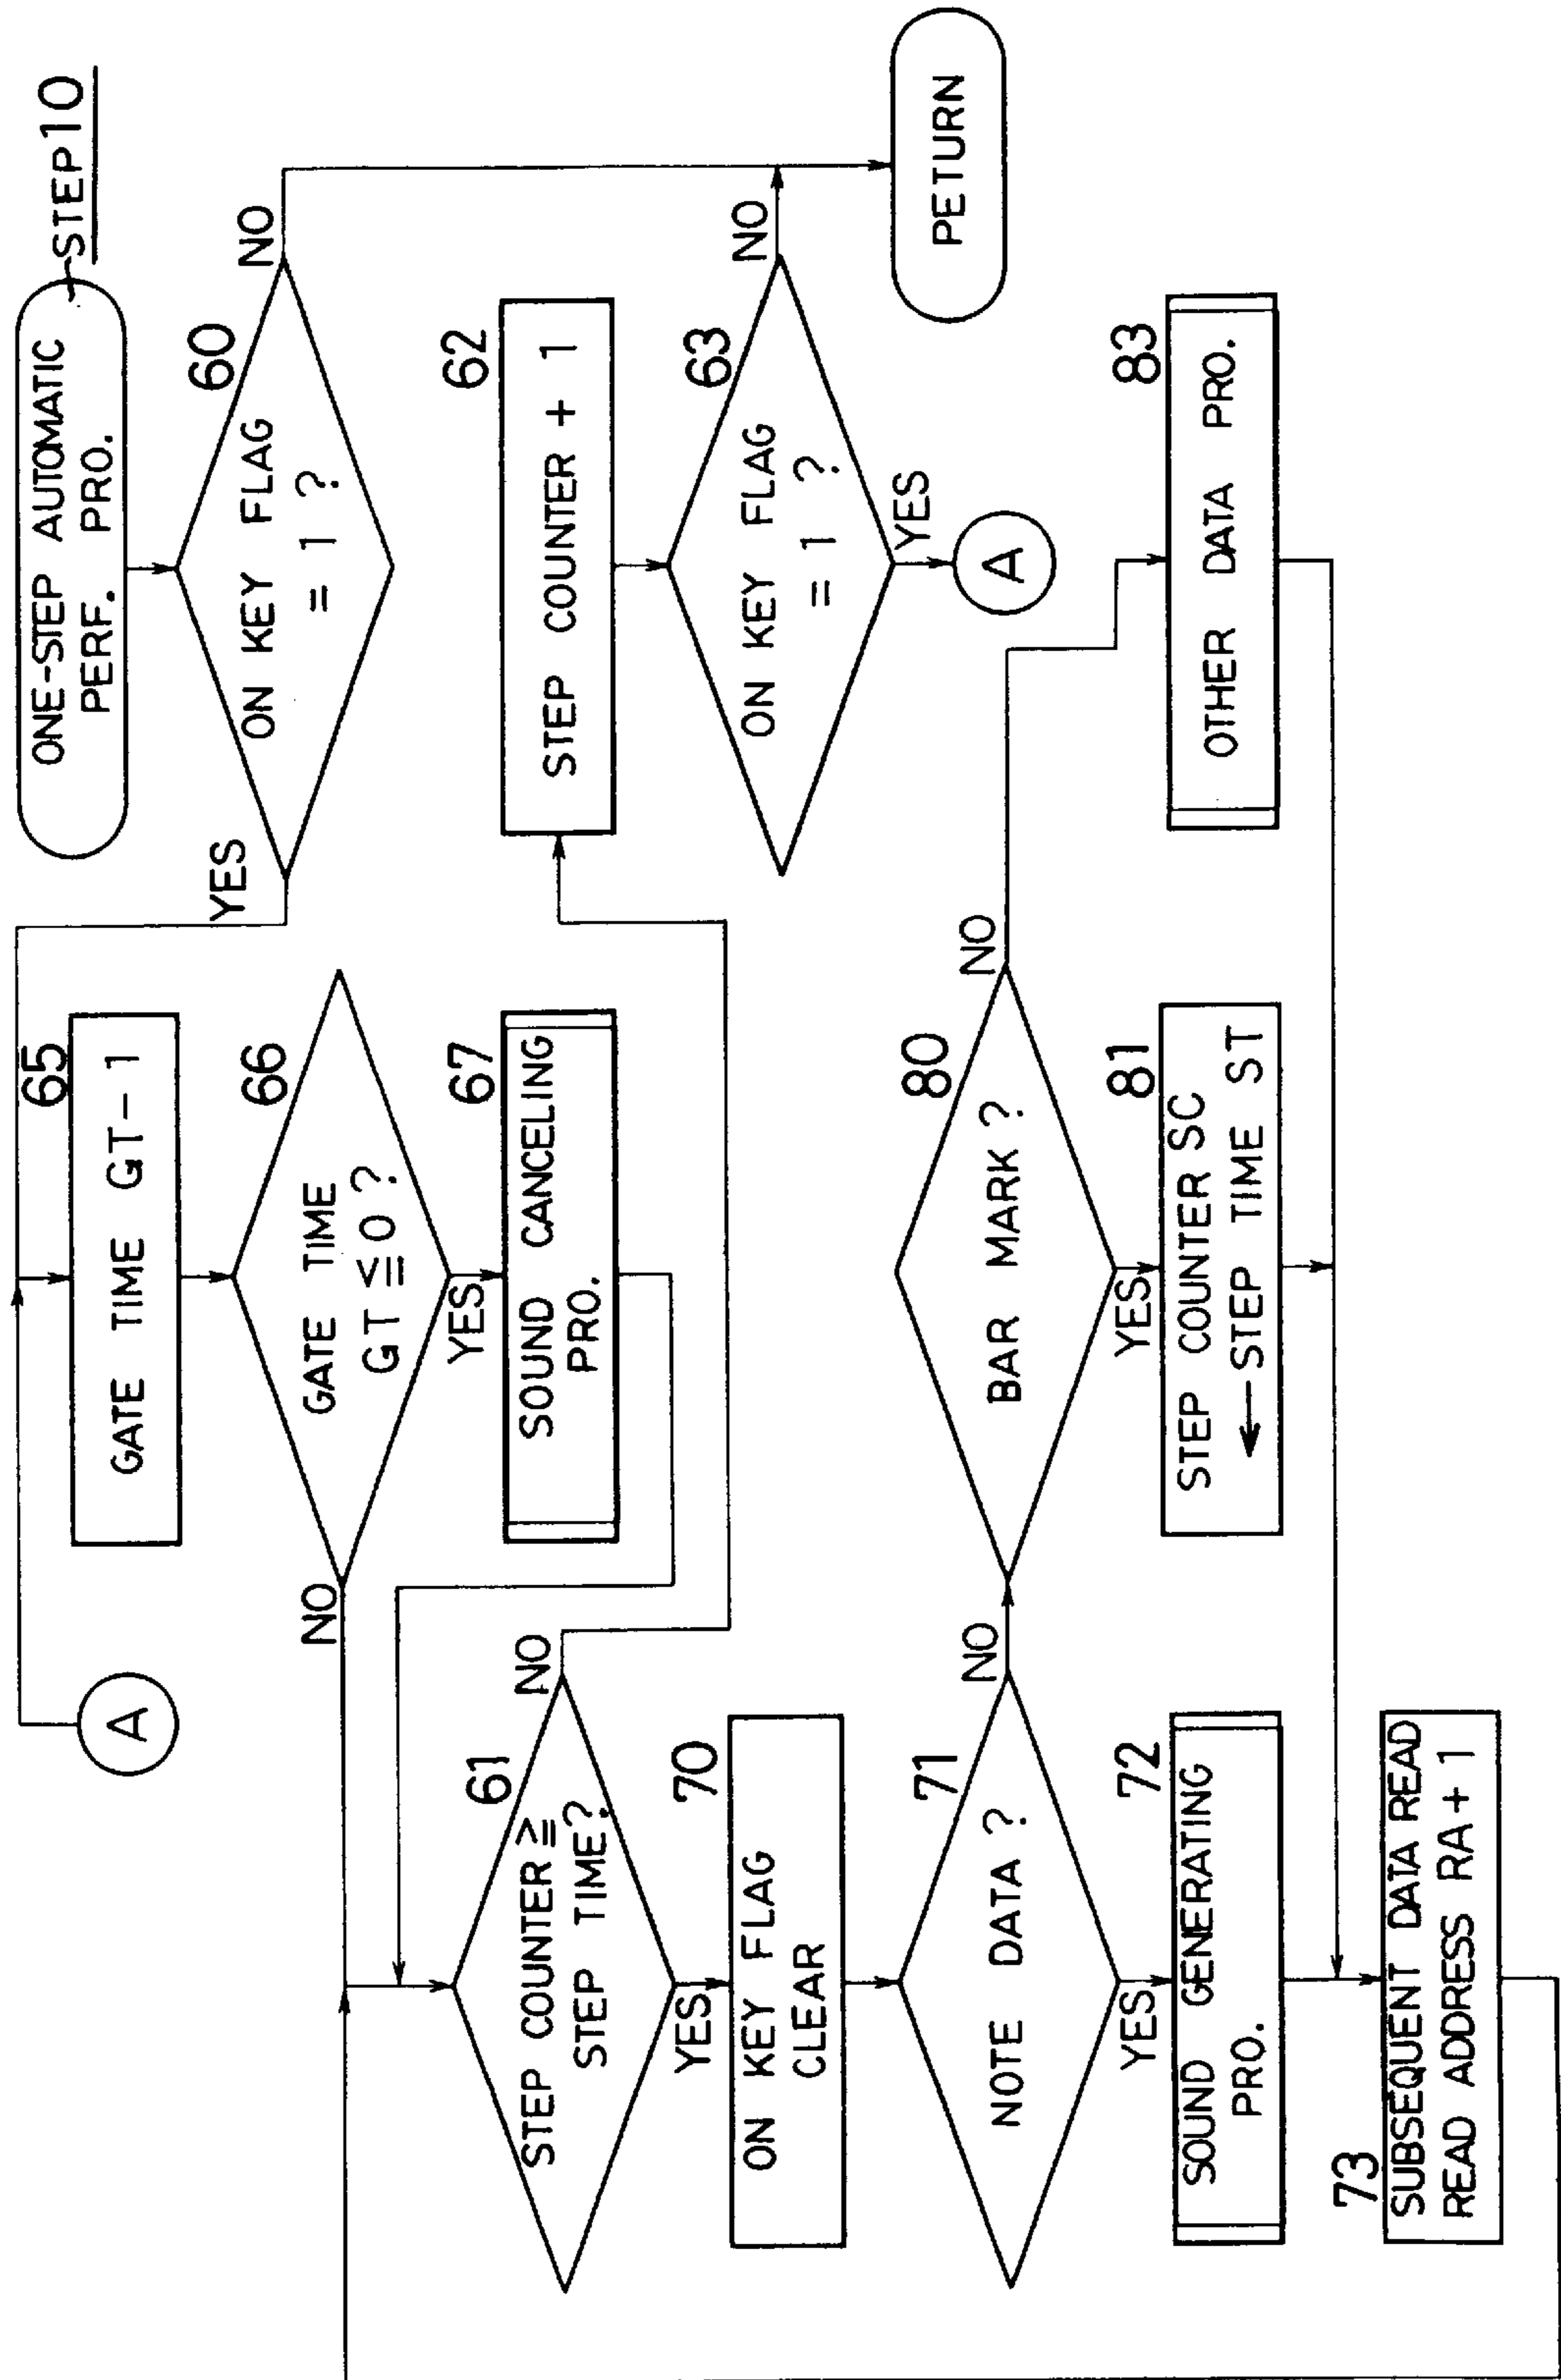 ONE-STEP AUTOMATIC
PERF. PRO.
STEP 10
60
ON KEY FLAG
= 1 ?
YES
NO
A
65
GATE TIME GT-1
66
GATE TIME
GT ≦ 0 ?
NO
YES
67
SOUND CANCELING
PRO.
62
STEP COUNTER + 1
63
ON KEY FLAG
= 1 ?
NO
YES
A
PETURN
61
STEP COUNTER ≧
STEP TIME?
NO
YES
70
ON KEY FLAG
CLEAR
71
NOTE DATA ?
NO
YES
72
SOUND GENERATING
PRO.
80
BAR MARK ?
NO
YES
81
STEP COUNTER SC
← STEP TIME ST
83
OTHER DATA PRO.
73
SUBSEQUENT DATA READ
READ ADDRESS RA + 1